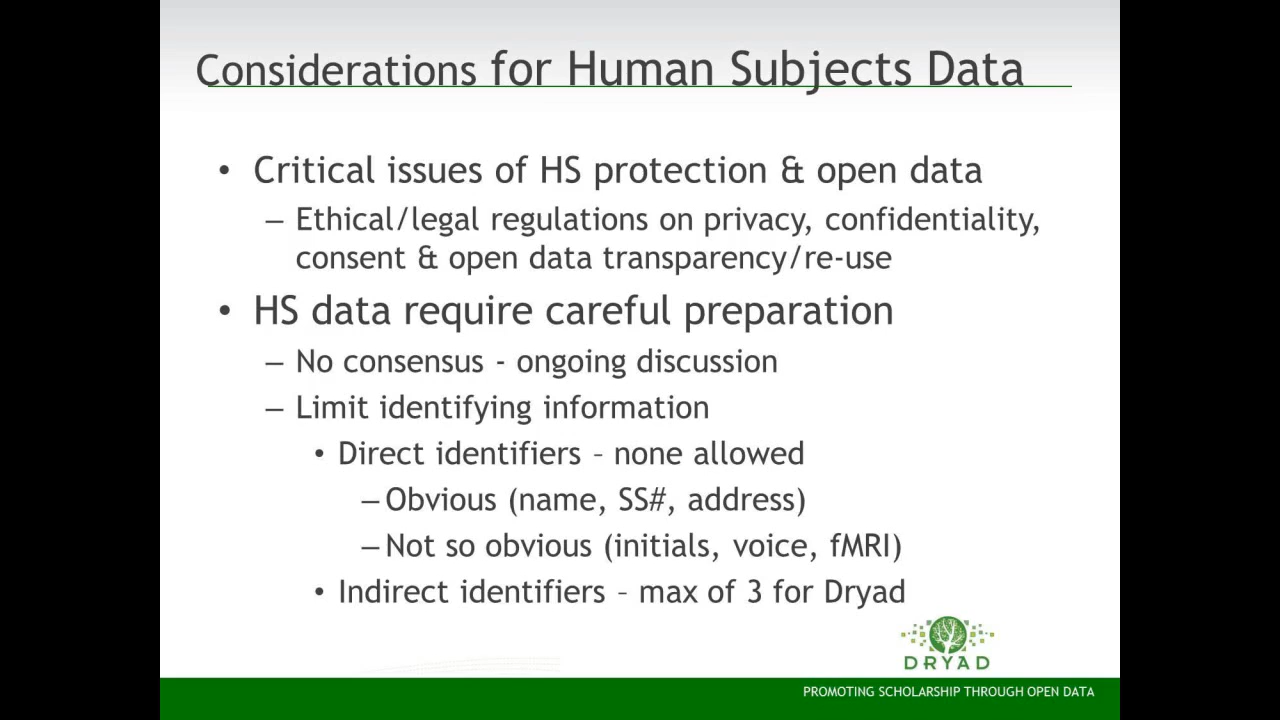 Considerations for Human Subjects Data
• Critical issues of HS protection & open data
– Ethical/legal regulations on privacy, confidentiality,
consent & open data transparency/re-use
• HS data require careful preparation
– No consensus - ongoing discussion
– Limit identifying information
• Direct identifiers – none allowed
– Obvious (name, SS#, address)
– Not so obvious (initials, voice, fMRI)
• Indirect identifiers – max of 3 for Dryad
DRYAD
PROMOTING SCHOLARSHIP THROUGH OPEN DATA